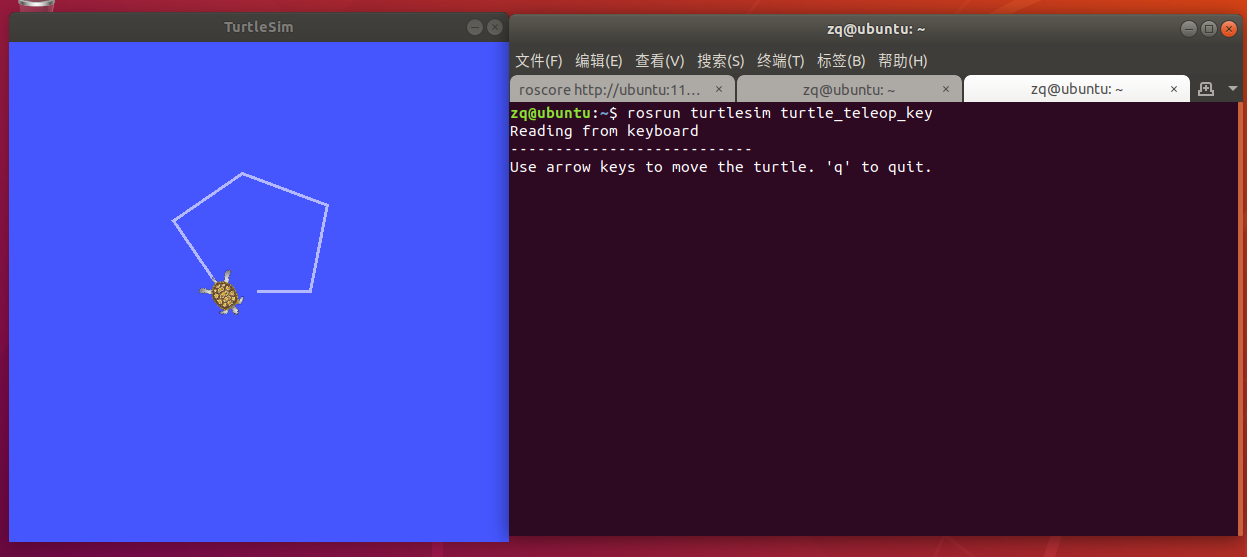 TurtleSim
zq@ubuntu: ~
文件(F) 编辑(E) 查看(V) 搜索(S) 终端(T) 标签(B) 帮助(H)
roscore http://ubuntu:11... × zq@ubuntu: ~ × zq@ubuntu: ~ ×
zq@ubuntu:~$ rosrun turtlesim turtle_teleop_key
Reading from keyboard
---------------------------
Use arrow keys to move the turtle. 'q' to quit.